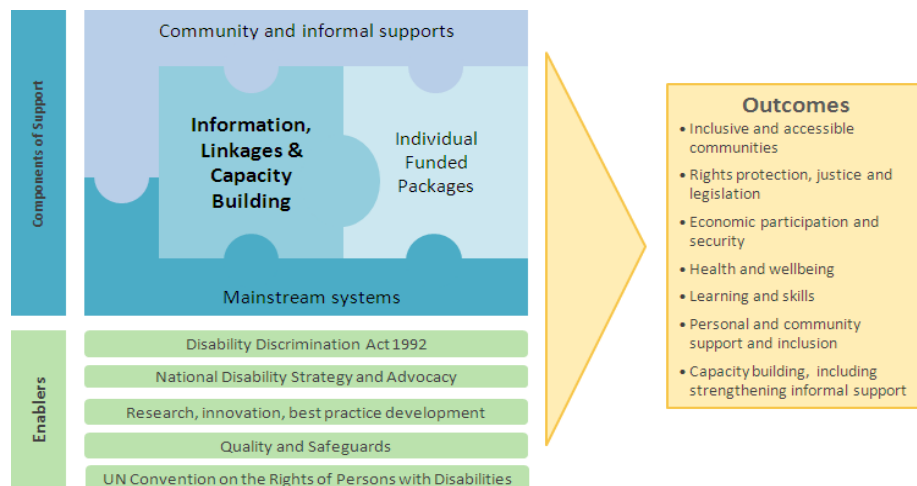 Components of Support
Community and informal supports
Information,
Linkages &
Capacity
Building
Individual
Funded
Packages
Mainstream systems
Enablers
Disability Discrimination Act 1992
National Disability Strategy and Advocacy
Research, innovation, best practice development
Quality and Safeguards
UN Convention on the Rights of Persons with Disabilities
Outcomes
• Inclusive and accessible
communities
• Rights protection, justice and
legislation
• Economic participation and
security
• Health and wellbeing
• Learning and skills
• Personal and community
support and inclusion
• Capacity building, including
strengthening informal support